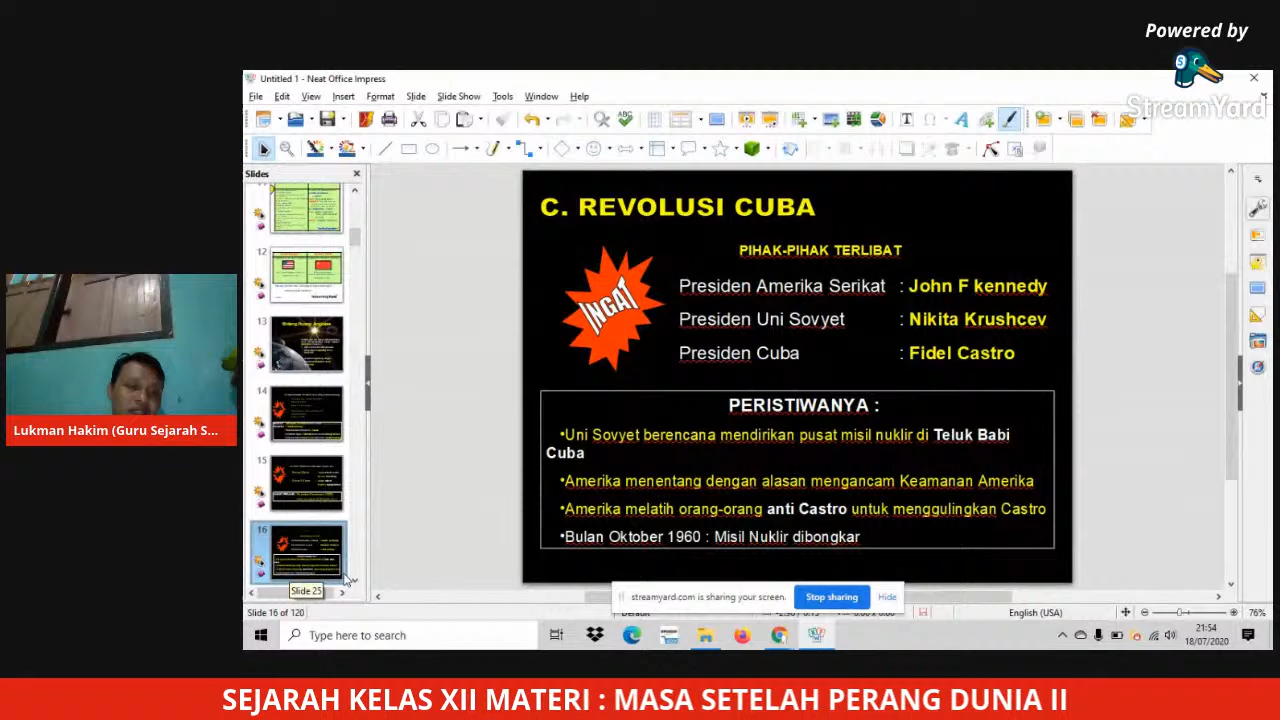 Powered by
StreamYard
Untitled 1 - Neat Office Impress
File Edit View Insert Format Slide Slide Show Tools Window Help
Slides
12
13
14
15
16
Slide 25
C. REVOLUSI CUBA
INGAT
PIHAK-PIHAK TERLIBAT
Presiden Amerika Serikat : John F kennedy
Presiden Uni Sovyet : Nikita Krushcev
Presiden Cuba : Fidel Castro
PERISTIWANYA :
•Uni Sovyet berencana mendirikan pusat misil nuklir di Teluk Babi
Cuba
•Amerika menentang dengan alasan mengancam Keamanan Amerika
•Amerika melatih orang-orang anti Castro untuk menggulingkan Castro
•Bulan Oktober 1960 : Misil Nuklir dibongkar
Lukman Hakim (Guru Sejarah S...
streamyard.com is sharing your screen. Stop sharing Hide
Slide 16 of 120 English (USA) 76%
Type here to search
21:54
18/07/2020
SEJARAH KELAS XII MATERI : MASA SETELAH PERANG DUNIA II